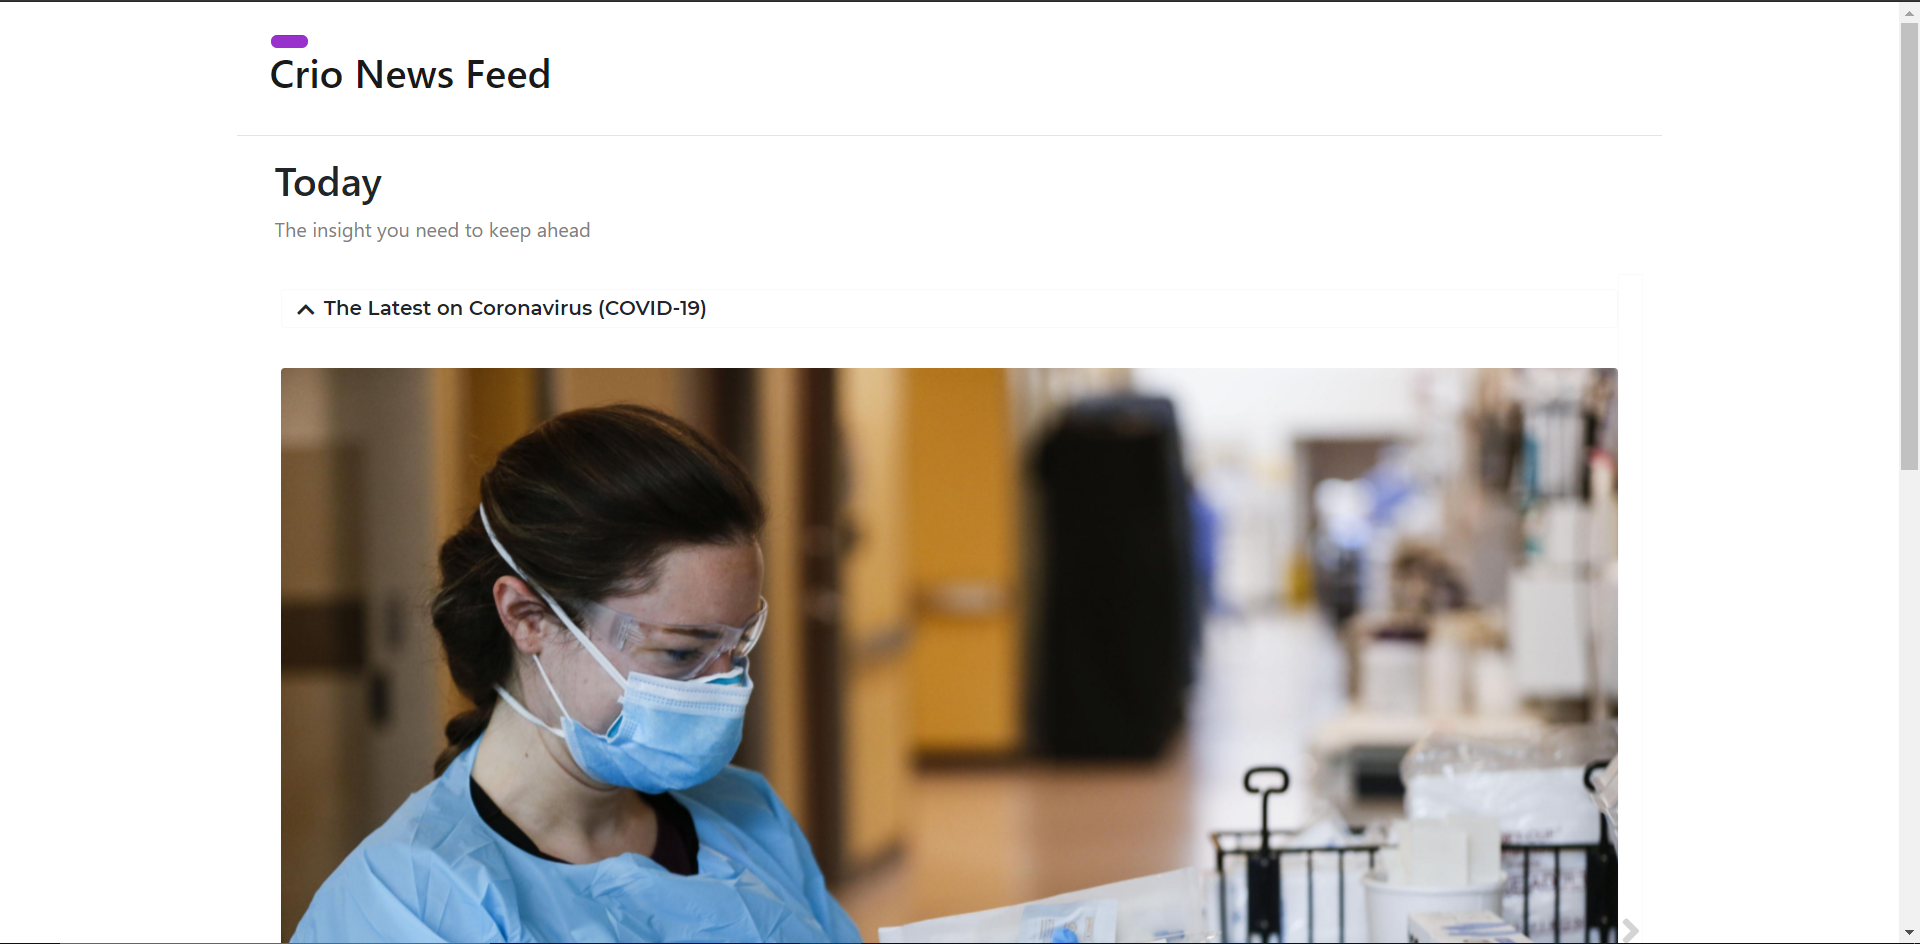 Crio News Feed
Today
The insight you need to keep ahead
The Latest on Coronavirus (COVID-19)